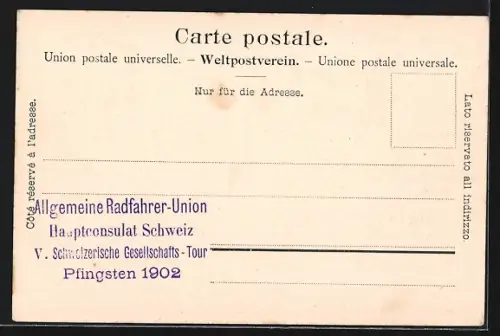 Carte postale.
Union postale universelle. – Weltpostverein. – Unione postale universale.
Nur für die Adresse.
Côté réservé à l'adresse.
Lato riservato all indirizzo
Allgemeine Radfahrer-Union
Hauptconsulat Schweiz
V. Schweizerische Gesellschafts-Tour
Pfingsten 1902